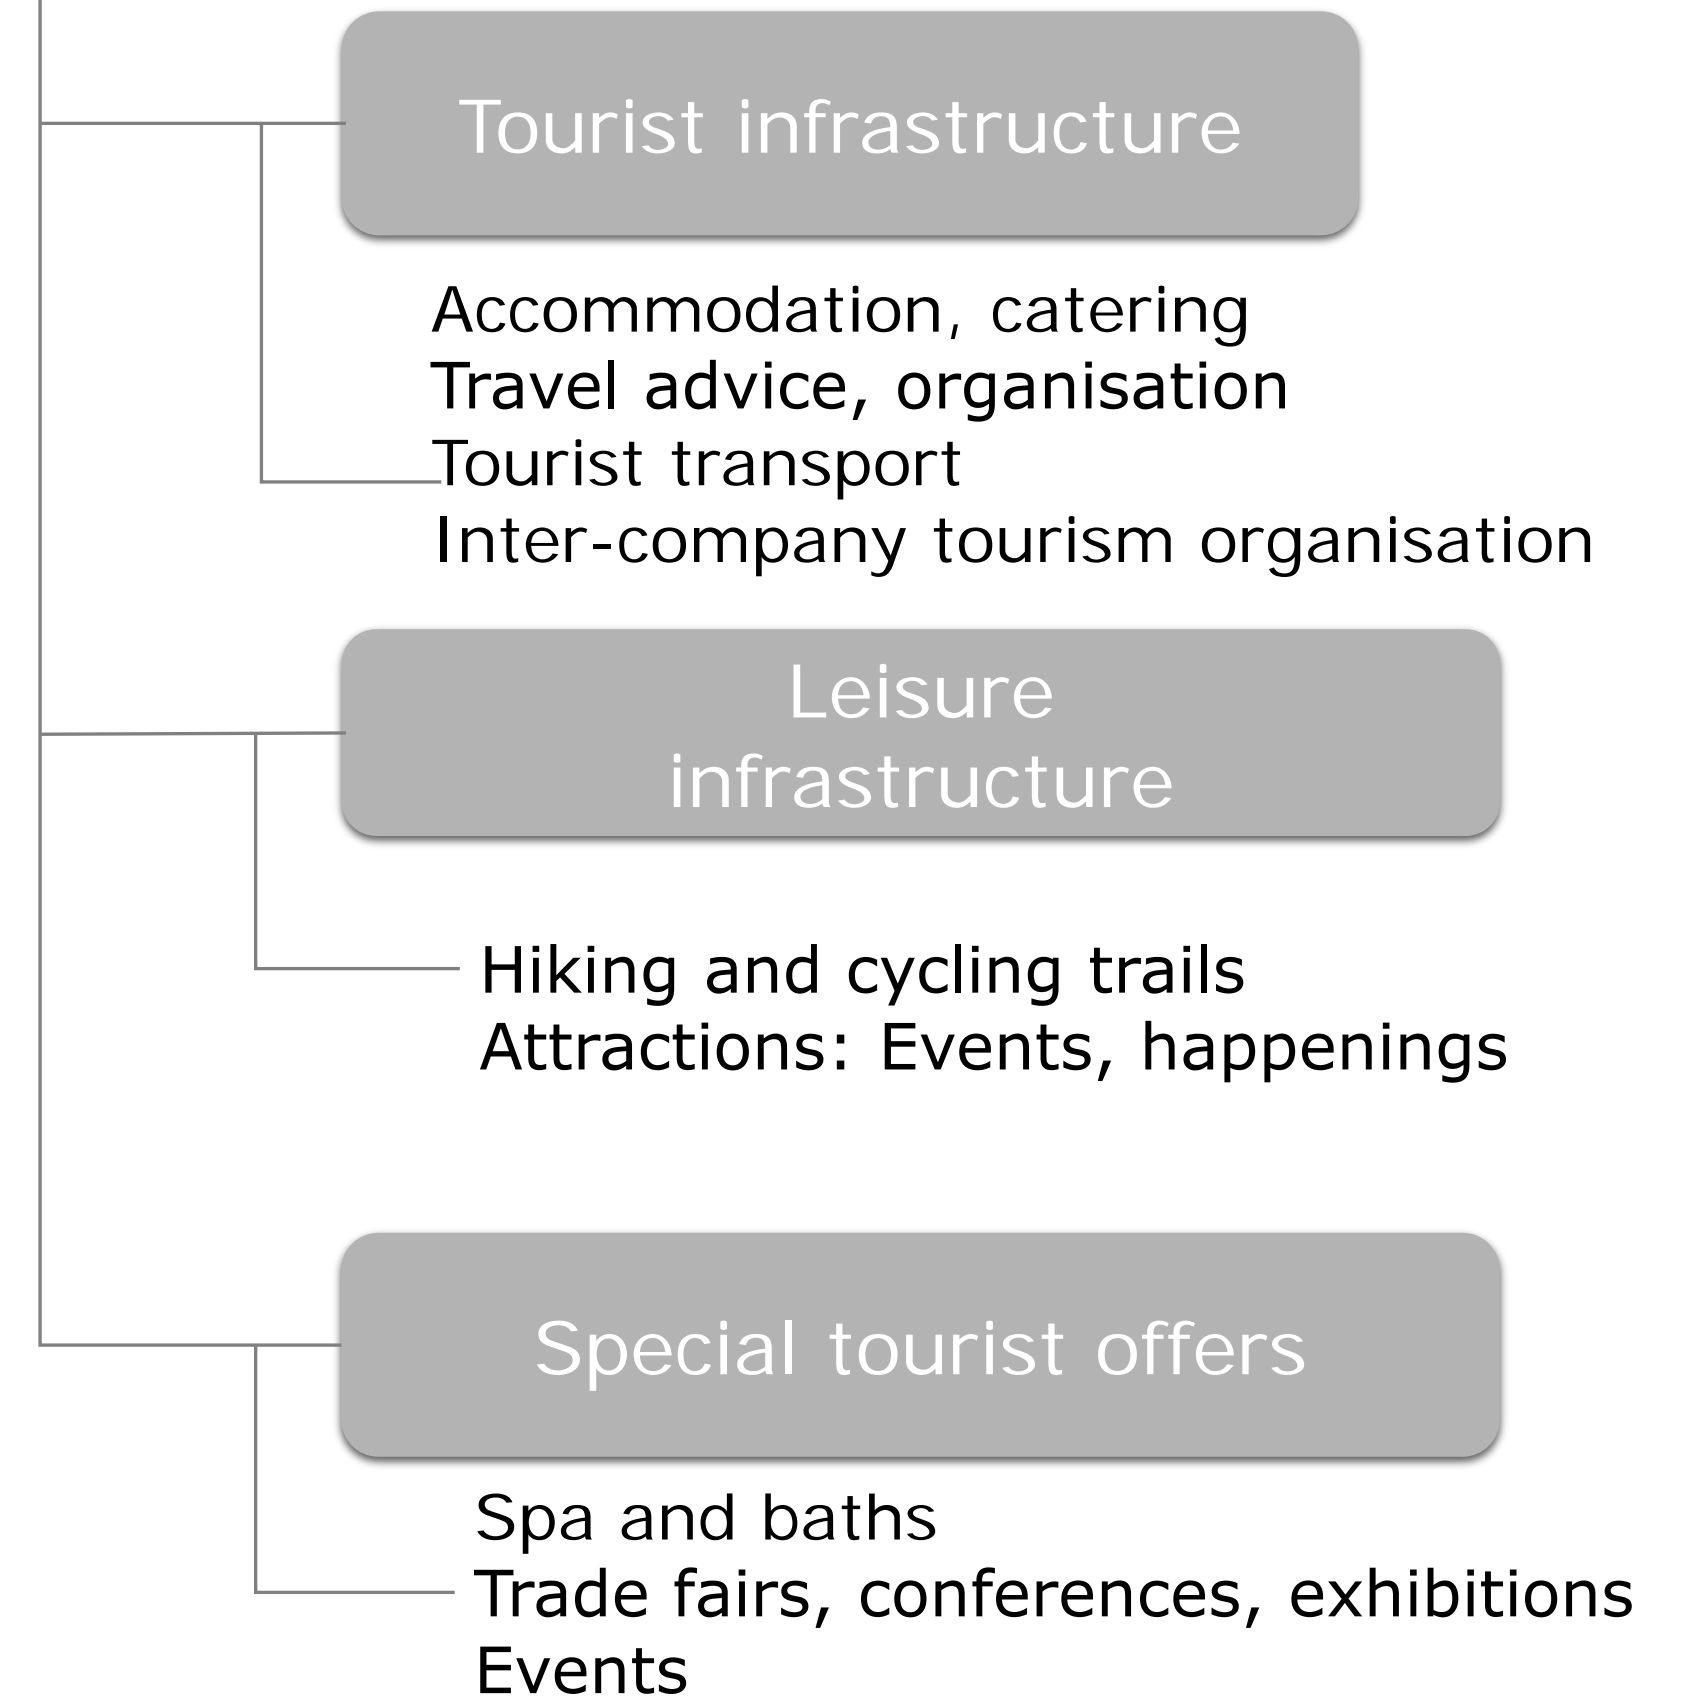 Tourist infrastructure
Accommodation, catering
Travel advice, organisation
Tourist transport
Inter-company tourism organisation
Leisure
infrastructure
Hiking and cycling trails
Attractions: Events, happenings
Special tourist offers
Spa and baths
Trade fairs, conferences, exhibitions
Events